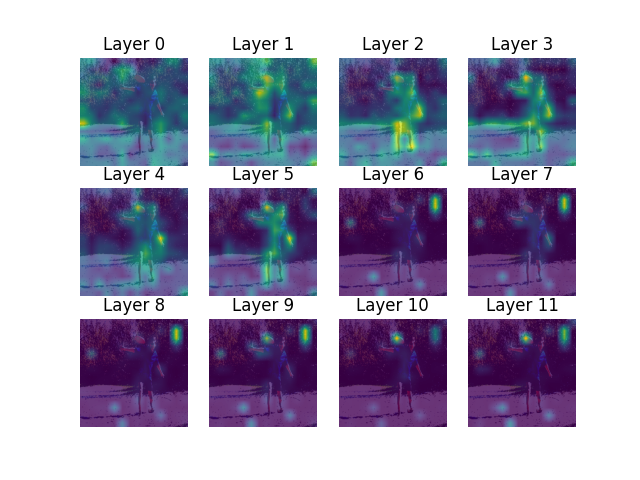 Layer 0
Layer 1
Layer 2
Layer 3
Layer 4
Layer 5
Layer 6
Layer 7
Layer 8
Layer 9
Layer 10
Layer 11